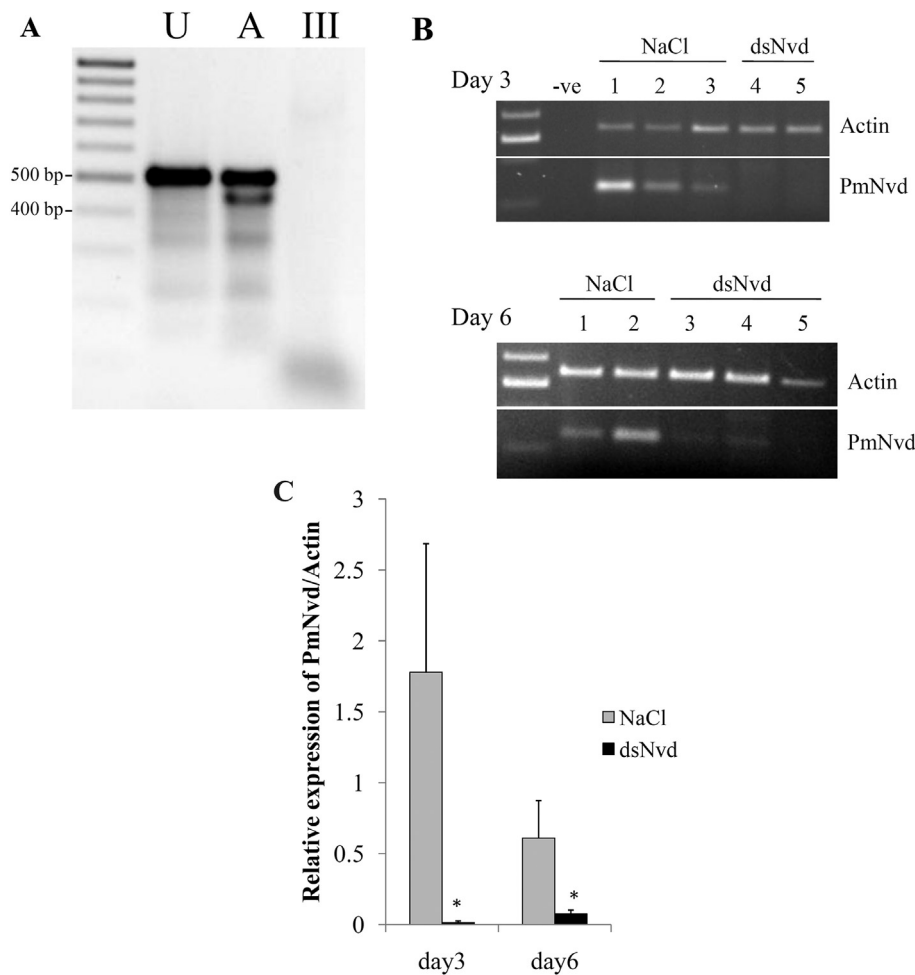 A
U A III
500 bp
400 bp
B
NaCl dsNvd
Day 3 -ve 1 2 3 4 5
Actin
PmNvd
NaCl dsNvd
Day 6 1 2 3 4 5
Actin
PmNvd
C
Relative expression of PmNvd/Actin
3
2.5
2
1.5
1
0.5
0
* *
NaCl
dsNvd
day3 day6